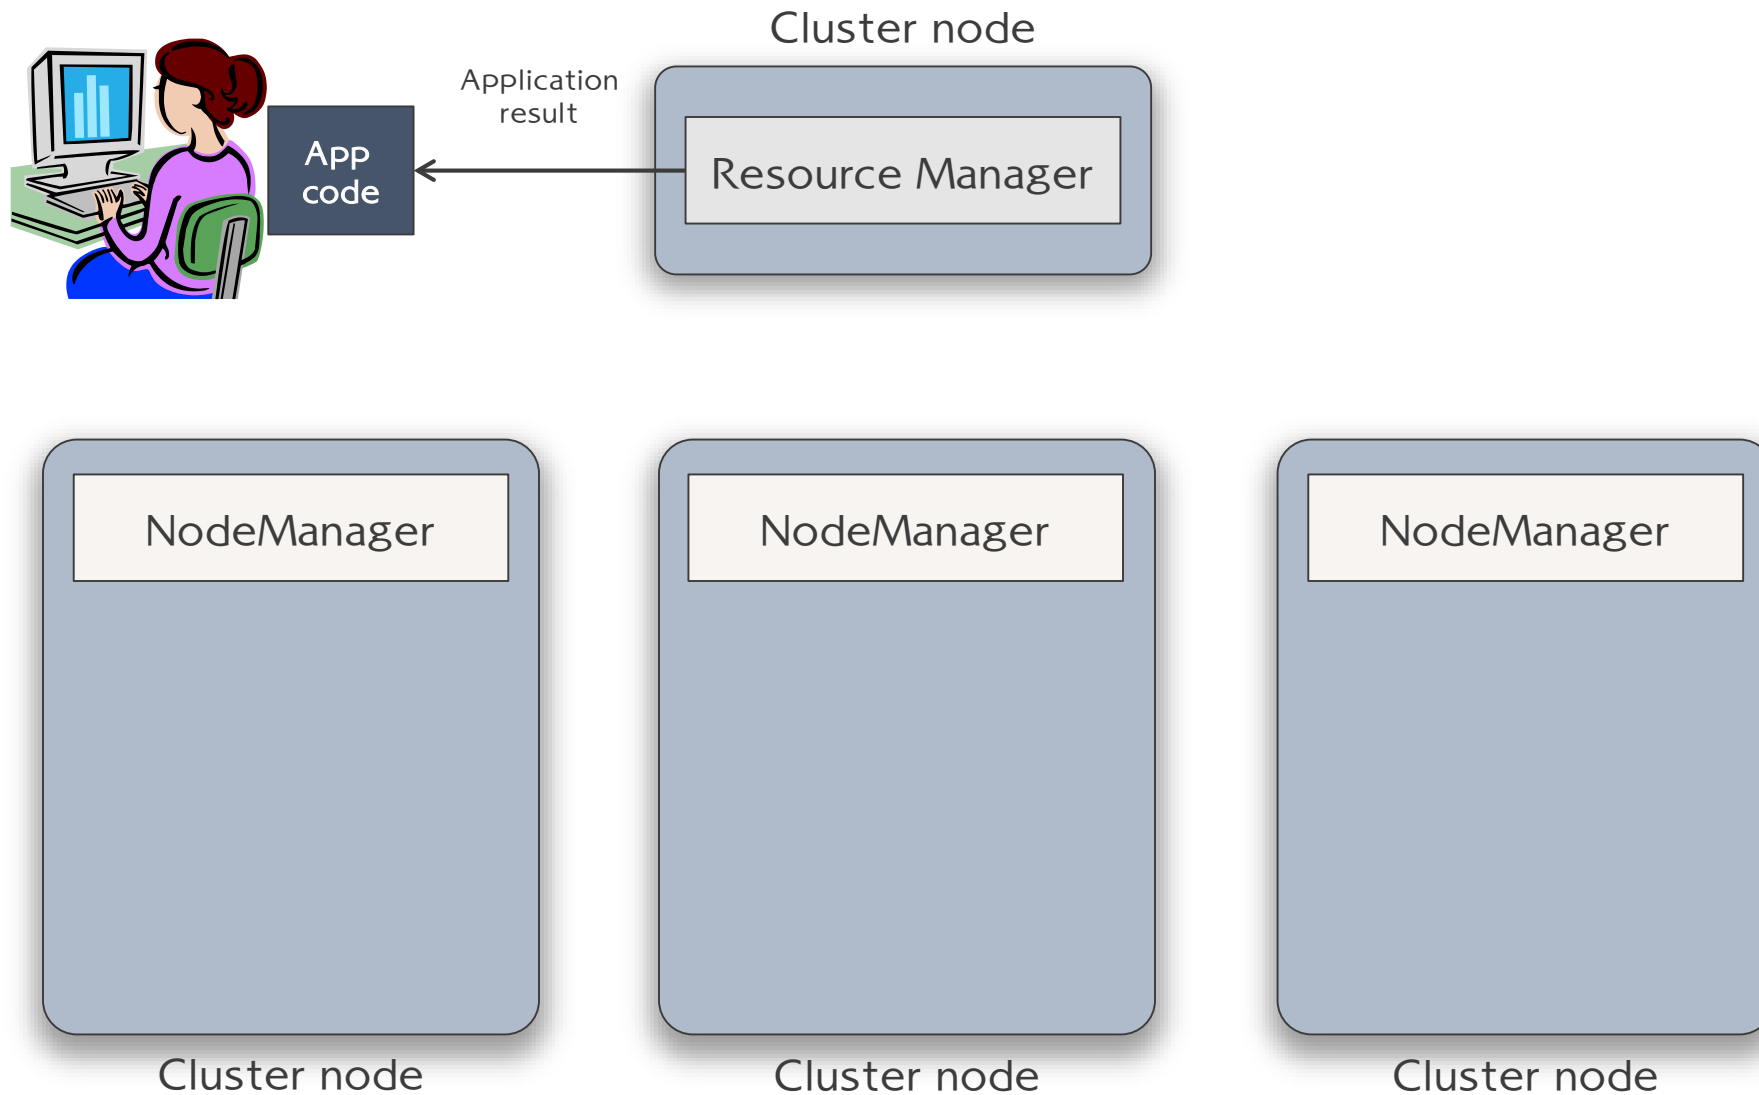 Cluster node
Application
result
App
code
Resource Manager
NodeManager
NodeManager
NodeManager
Cluster node
Cluster node
Cluster node